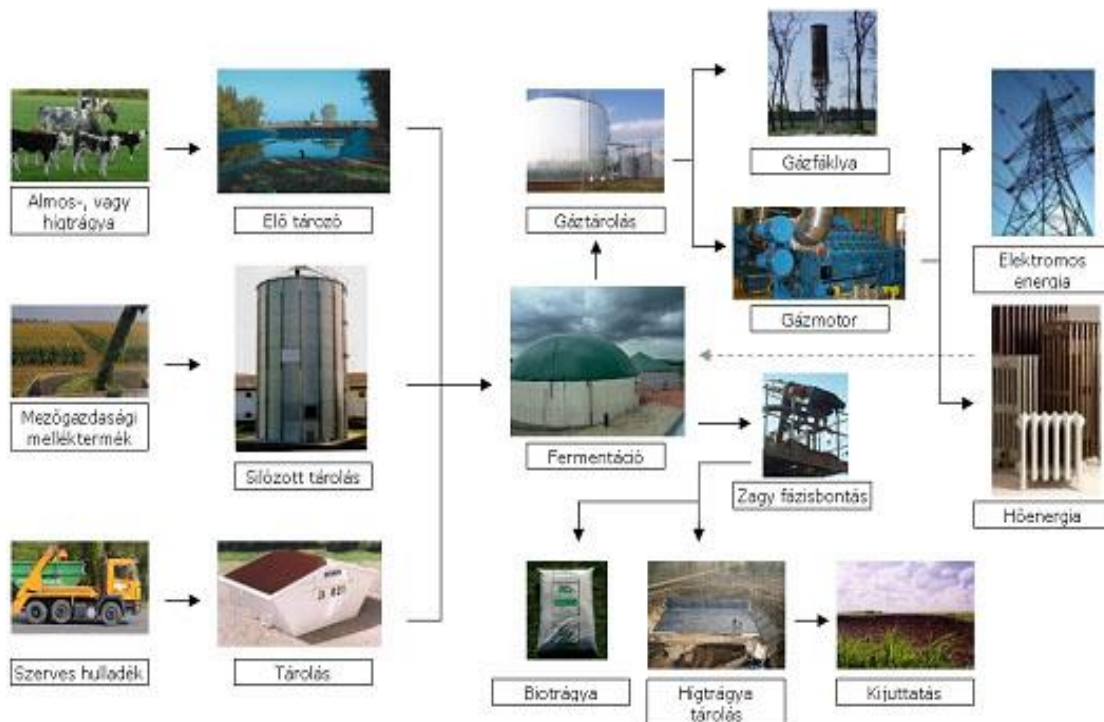 Almos-, vagy
hígtrágya
Elő tározó
Gáztárolás
Gázfáklya
Gázmotor
Elektromos
energia
Mezőgazdasági
melléktermék
Silózott tárolás
Fermentáció
Zagy fázisbontás
Hőenergia
Szerves hulladék
Tárolás
Biotrágya
Hígtrágya
tárolás
Kijuttatás